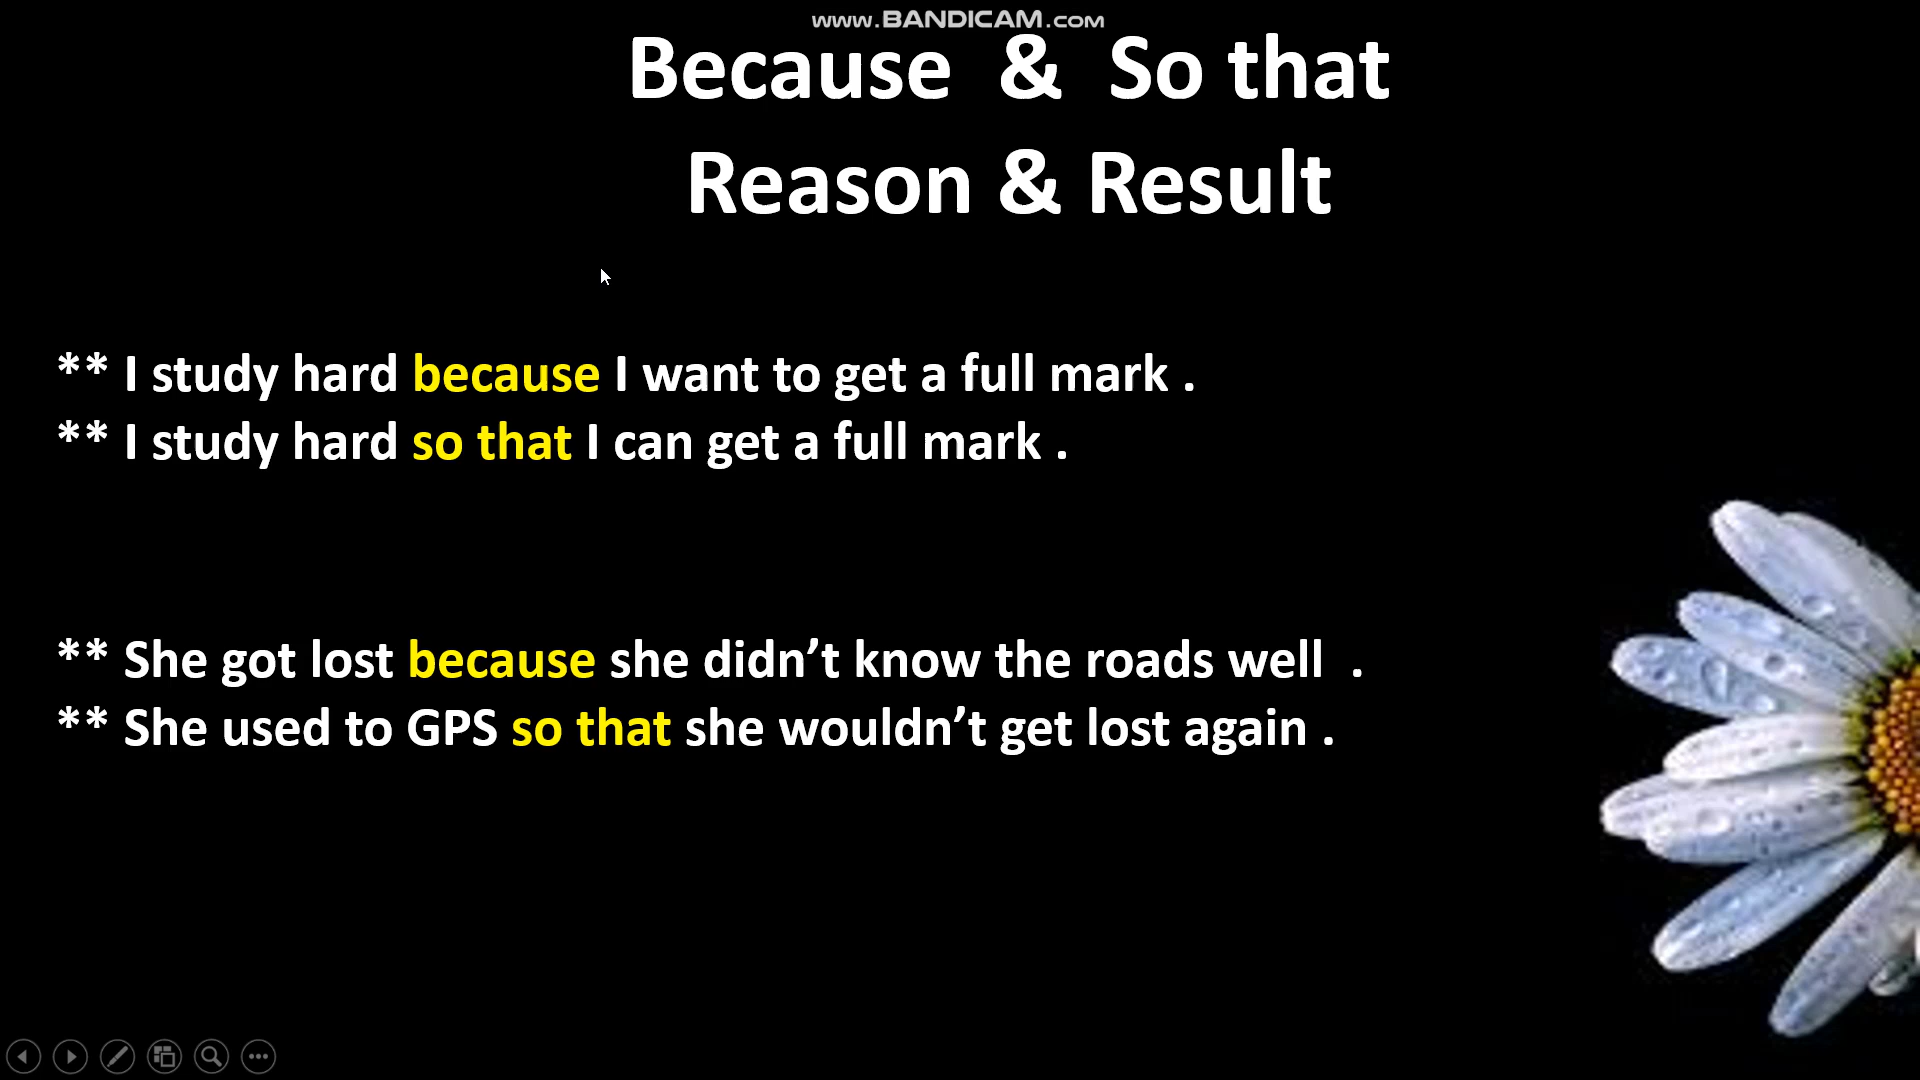 www.BANDICAM.com
Because & So that
Reason & Result
** I study hard because I want to get a full mark .
** I study hard so that I can get a full mark .
** She got lost because she didn’t know the roads well .
** She used to GPS so that she wouldn’t get lost again .